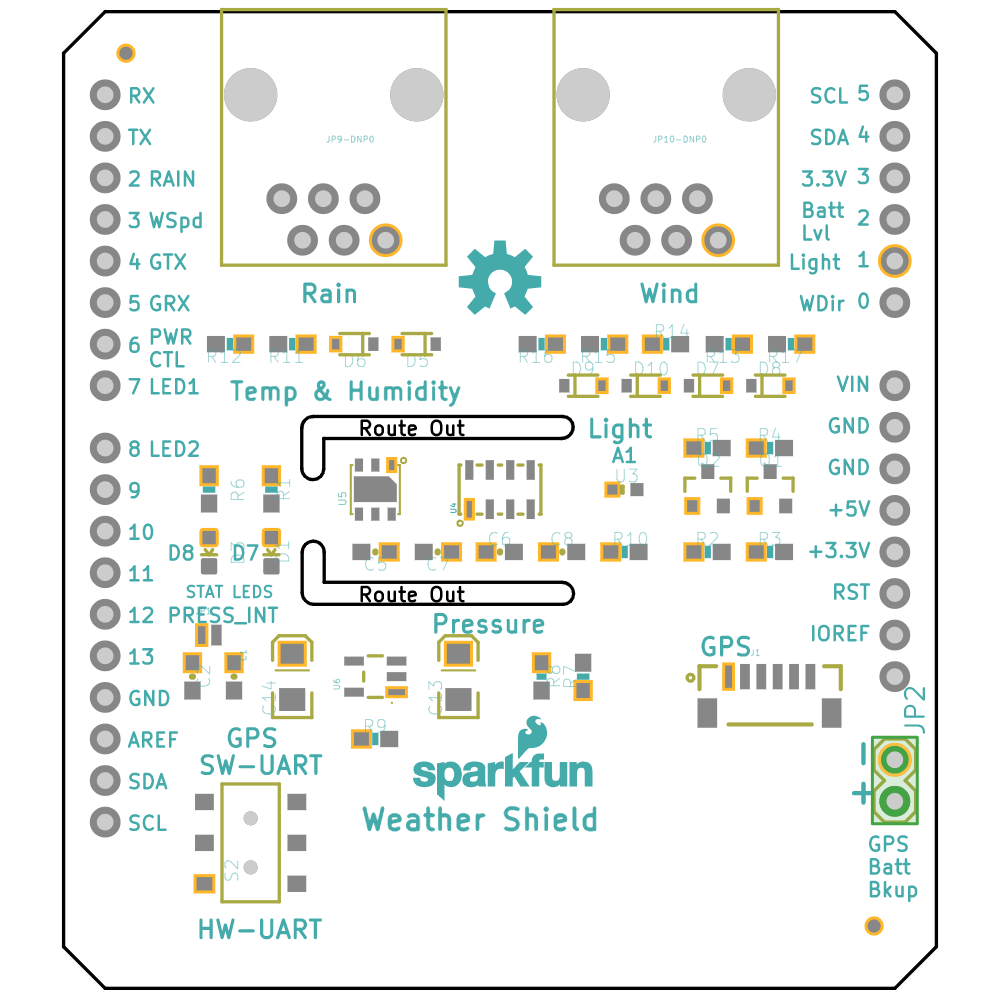 RX
TX
2 RAIN
3 WSpd
4 GTX
5 GRX
6 PWR
CTL
7 LED1
8 LED2
9
10
11
12
13
GND
AREF
SDA
SCL
JP9-DNP0
JP10-DNP0
Rain
Wind
SCL 5
SDA 4
3.3V 3
Batt
Lvl 2
Light 1
WDir 0
R12
R11
D6
D5
R16
R15
R14
R13
R17
D9
D10
D7
D8
Temp & Humidity
Route Out
Light
A1
U3
R5
R4
U2
Q1
VIN
GND
GND
+5V
+3.3V
RST
IOREF
R6
R1
U5
U4
D8
D3
D7
D1
C5
C7
C6
C8
R10
R2
R3
STAT LEDS
Route Out
PRESS_INT
Pressure
C2
C1
C14
U6
C13
R8
R7
R9
GPS
J1
JP2
GPS
SW-UART
sparkfun
Weather Shield
S2
HW-UART
-
+
GPS
Batt
Bkup